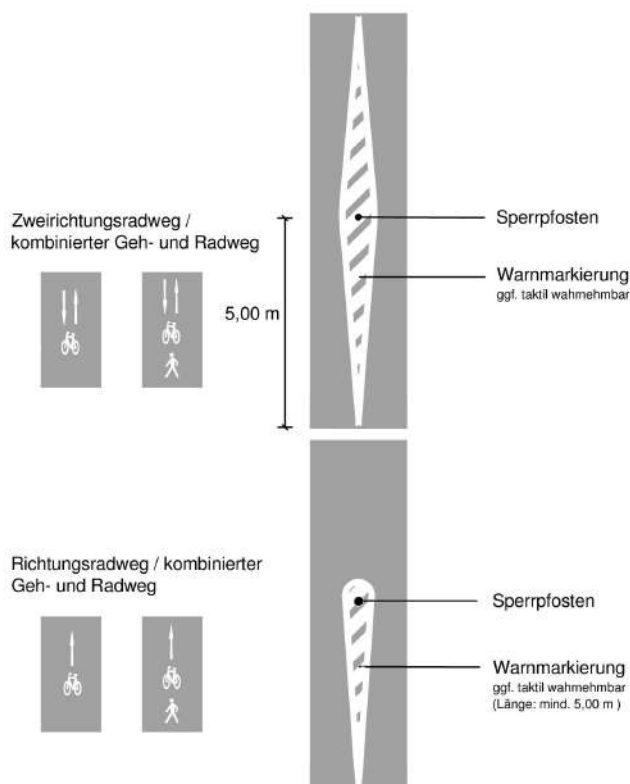 Zweirichtungsradweg /
kombinierter Geh- und Radweg
5,00 m
Sperrpfosten
Warnmarkierung
ggf. taktil wahrnehmbar
Richtungsradweg / kombinierter
Geh- und Radweg
Sperrpfosten
Warnmarkierung
ggf. taktil wahrnehmbar
(Länge: mind. 5,00 m )